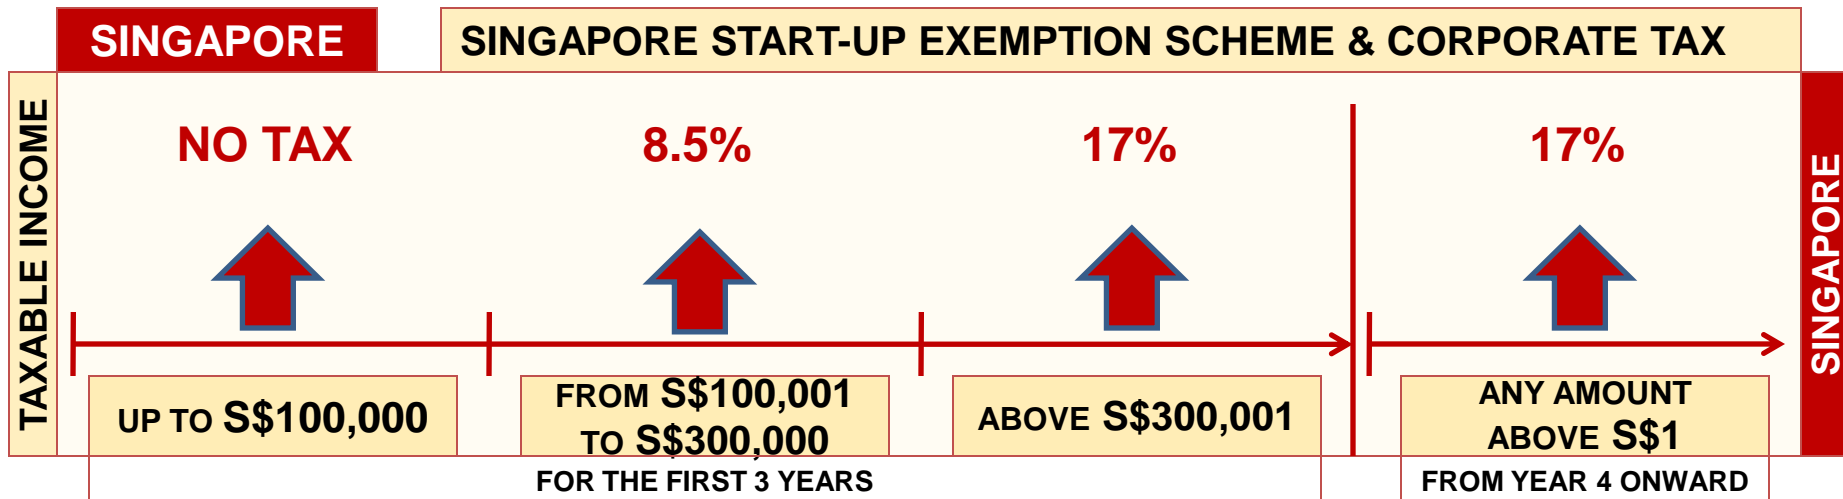 SINGAPORE
SINGAPORE START-UP EXEMPTION SCHEME & CORPORATE TAX
TAXABLE INCOME
NO TAX
8.5%
17%
17%
SINGAPORE
UP TO S$100,000
FROM S$100,001
TO S$300,000
ABOVE S$300,001
ANY AMOUNT
ABOVE S$1
FOR THE FIRST 3 YEARS
FROM YEAR 4 ONWARD